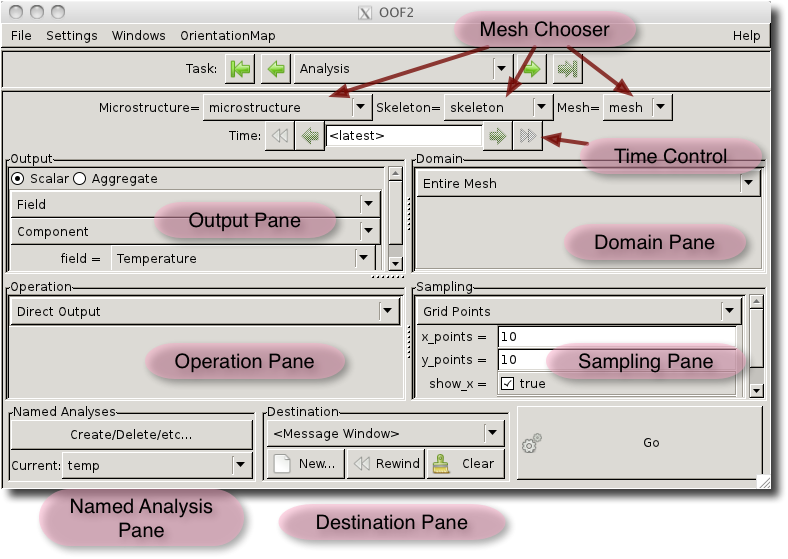 OOF2
File Settings Windows OrientationMap Help
Mesh Chooser
Task: Analysis
Microstructure= microstructure Skeleton= skeleton Mesh= mesh
Time: <latest>
Time Control
Output
Scalar Aggregate
Field
Component
field = Temperature
Output Pane
Domain
Entire Mesh
Domain Pane
Operation
Direct Output
Operation Pane
Sampling
Grid Points
x_points = 10
y_points = 10
show_x = true
Sampling Pane
Named Analyses
Create/Delete/etc...
Current: temp
Destination
<Message Window>
New... Rewind Clear
Go
Named Analysis
Pane
Destination Pane